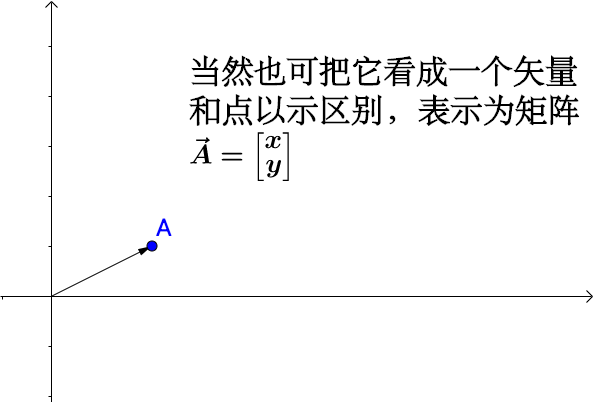 当然也可把它看成一个矢量
和点以示区别，表示为矩阵
$\vec{A} = \begin{bmatrix} x \\ y \end{bmatrix}$
A